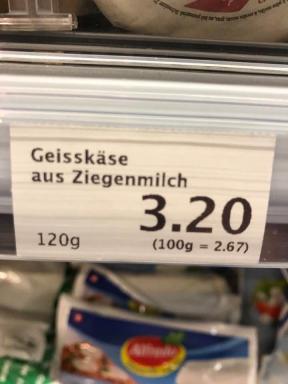 Geisskäse
aus Ziegenmilch
3.20
120g
(100g = 2.67)